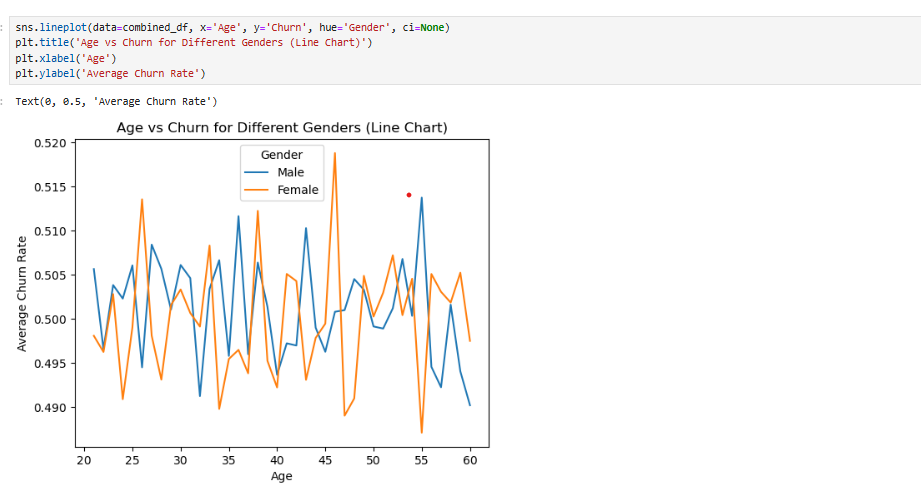 sns.lineplot(data=combined_df, x='Age', y='Churn', hue='Gender', ci=None)
plt.title('Age vs Churn for Different Genders (Line Chart)')
plt.xlabel('Age')
plt.ylabel('Average Churn Rate')
Text(0, 0.5, 'Average Churn Rate')
Age vs Churn for Different Genders (Line Chart)
Gender
Male
Female
Average Churn Rate
0.520
0.515
0.510
0.505
0.500
0.495
0.490
20 25 30 35 40 45 50 55 60
Age